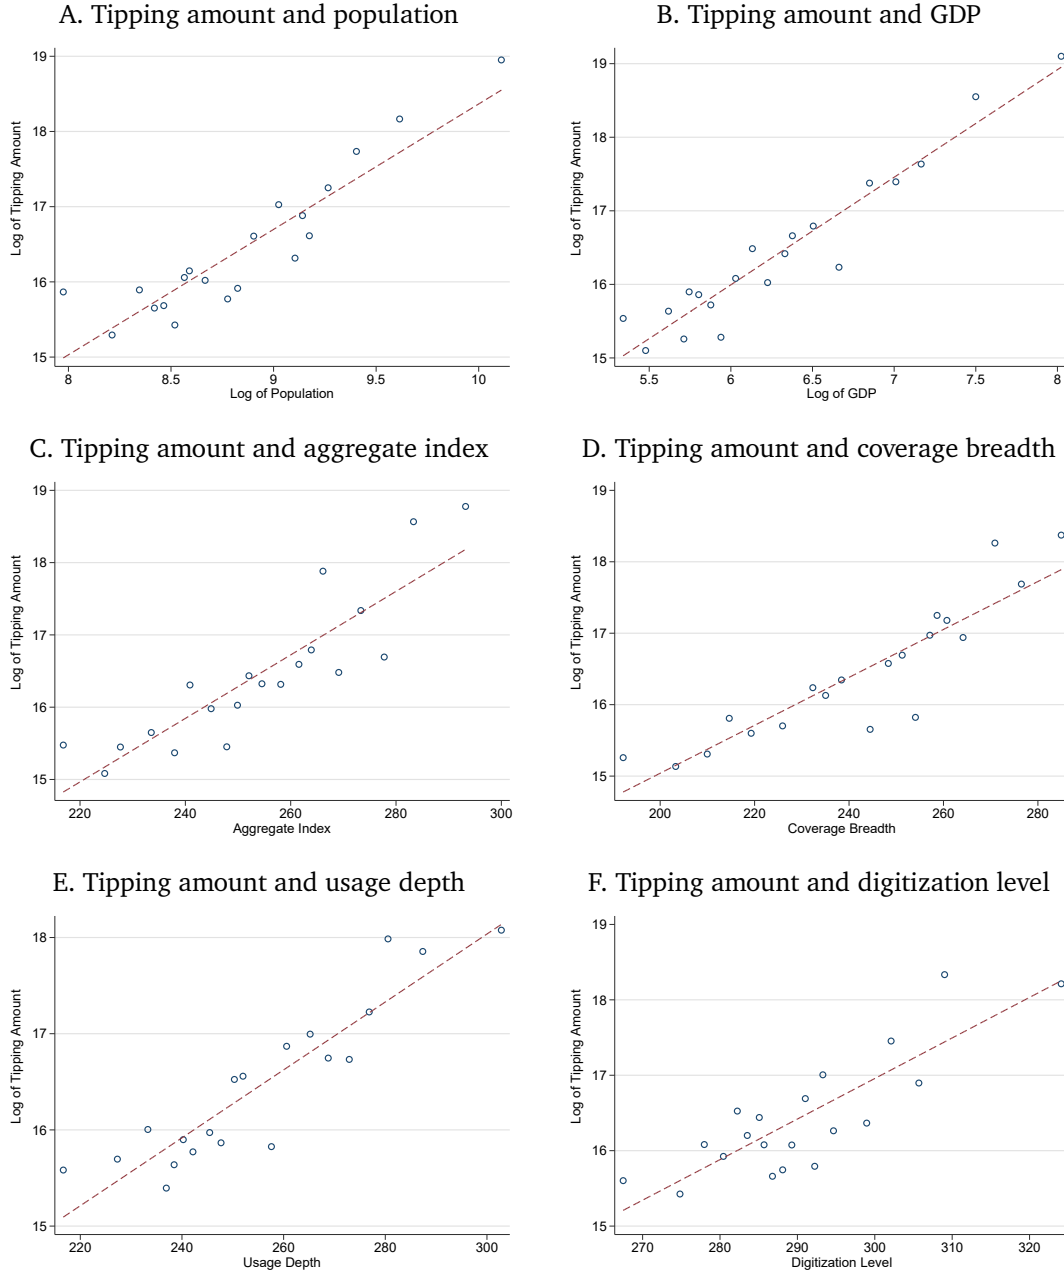 A. Tipping amount and population
19
18
17
16
15
Log of Tipping Amount
8 8.5 9 9.5 10
Log of Population
B. Tipping amount and GDP
19
18
17
16
15
Log of Tipping Amount
5.5 6 6.5 7 7.5 8
Log of GDP
C. Tipping amount and aggregate index
19
18
17
16
15
Log of Tipping Amount
220 240 260 280 300
Aggregate Index
D. Tipping amount and coverage breadth
19
18
17
16
15
Log of Tipping Amount
200 220 240 260 280
Coverage Breadth
E. Tipping amount and usage depth
18
17
16
15
Log of Tipping Amount
220 240 260 280 300
Usage Depth
F. Tipping amount and digitization level
19
18
17
16
15
Log of Tipping Amount
270 280 290 300 310 320
Digitization Level